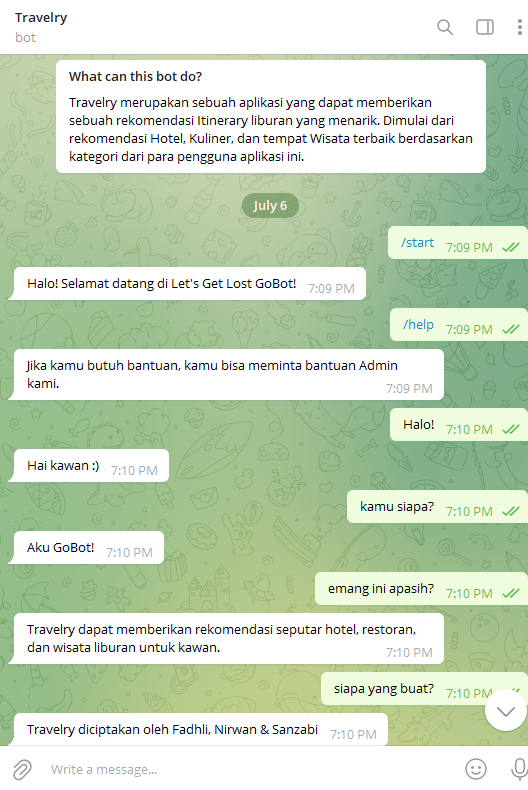 Travelry
bot
What can this bot do?
Travelry merupakan sebuah aplikasi yang dapat memberikan
sebuah rekomendasi Itinerary liburan yang menarik. Dimulai dari
rekomendasi Hotel, Kuliner, dan tempat Wisata terbaik berdasarkan
kategori dari para pengguna aplikasi ini.
July 6
/start 7:09 PM
Halo! Selamat datang di Let's Get Lost GoBot! 7:09 PM
/help 7:09 PM
Jika kamu butuh bantuan, kamu bisa meminta bantuan Admin
kami. 7:09 PM
Halo! 7:10 PM
Hai kawan :) 7:10 PM
kamu siapa? 7:10 PM
Aku GoBot! 7:10 PM
emang ini apasih? 7:10 PM
Travelry dapat memberikan rekomendasi seputar hotel, restoran,
dan wisata liburan untuk kawan. 7:10 PM
siapa yang buat? 7:10 PM
Travelry diciptakan oleh Fadhli, Nirwan & Sanzabi 7:10 PM
Write a message...